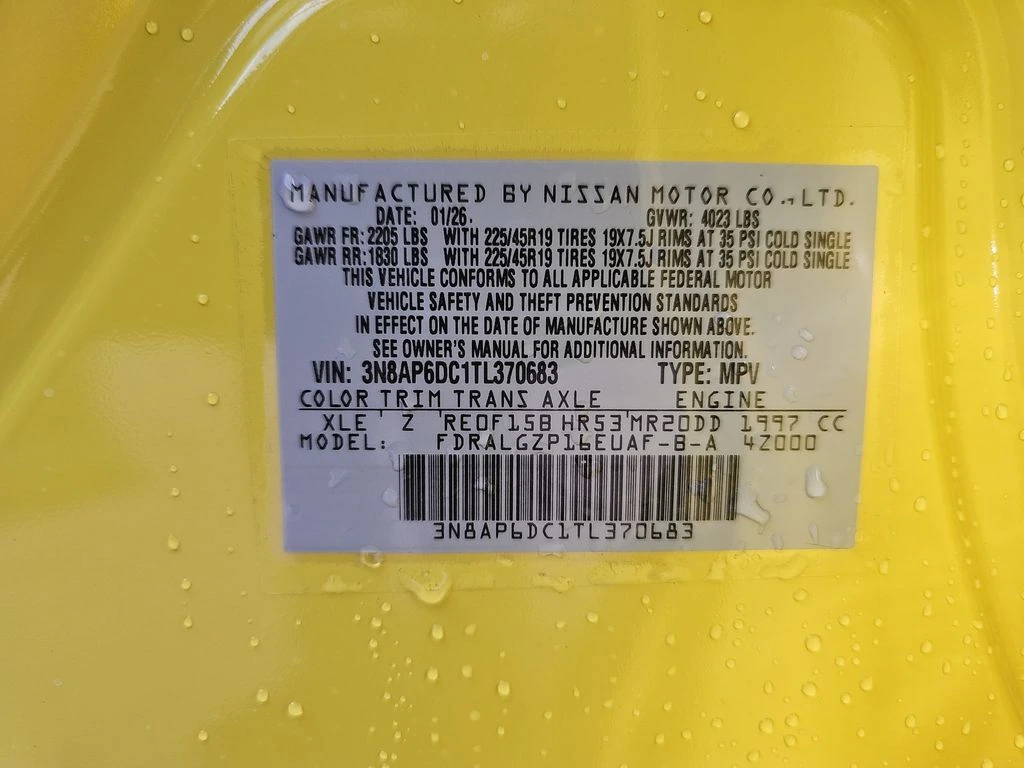 MANUFACTURED BY NISSAN MOTOR CO., LTD.
DATE: 01/26. GVWR: 4023 LBS
GAWR FR: 2205 LBS WITH 225/45R19 TIRES 19X7.5J RIMS AT 35 PSI COLD SINGLE
GAWR RR: 1830 LBS WITH 225/45R19 TIRES 19X7.5J RIMS AT 35 PSI COLD SINGLE
THIS VEHICLE CONFORMS TO ALL APPLICABLE FEDERAL MOTOR
VEHICLE SAFETY AND THEFT PREVENTION STANDARDS
IN EFFECT ON THE DATE OF MANUFACTURE SHOWN ABOVE.
SEE OWNER'S MANUAL FOR ADDITIONAL INFORMATION.
VIN: 3N8AP6DC1TL370683 TYPE: MPV
COLOR TRIM TRANS AXLE ENGINE
XLE Z RE0F15B HR53 MR20DD 1997 CC
MODEL: FDRALGZP16EUAF-B-A 4Z000
3N8AP6DC1TL370683